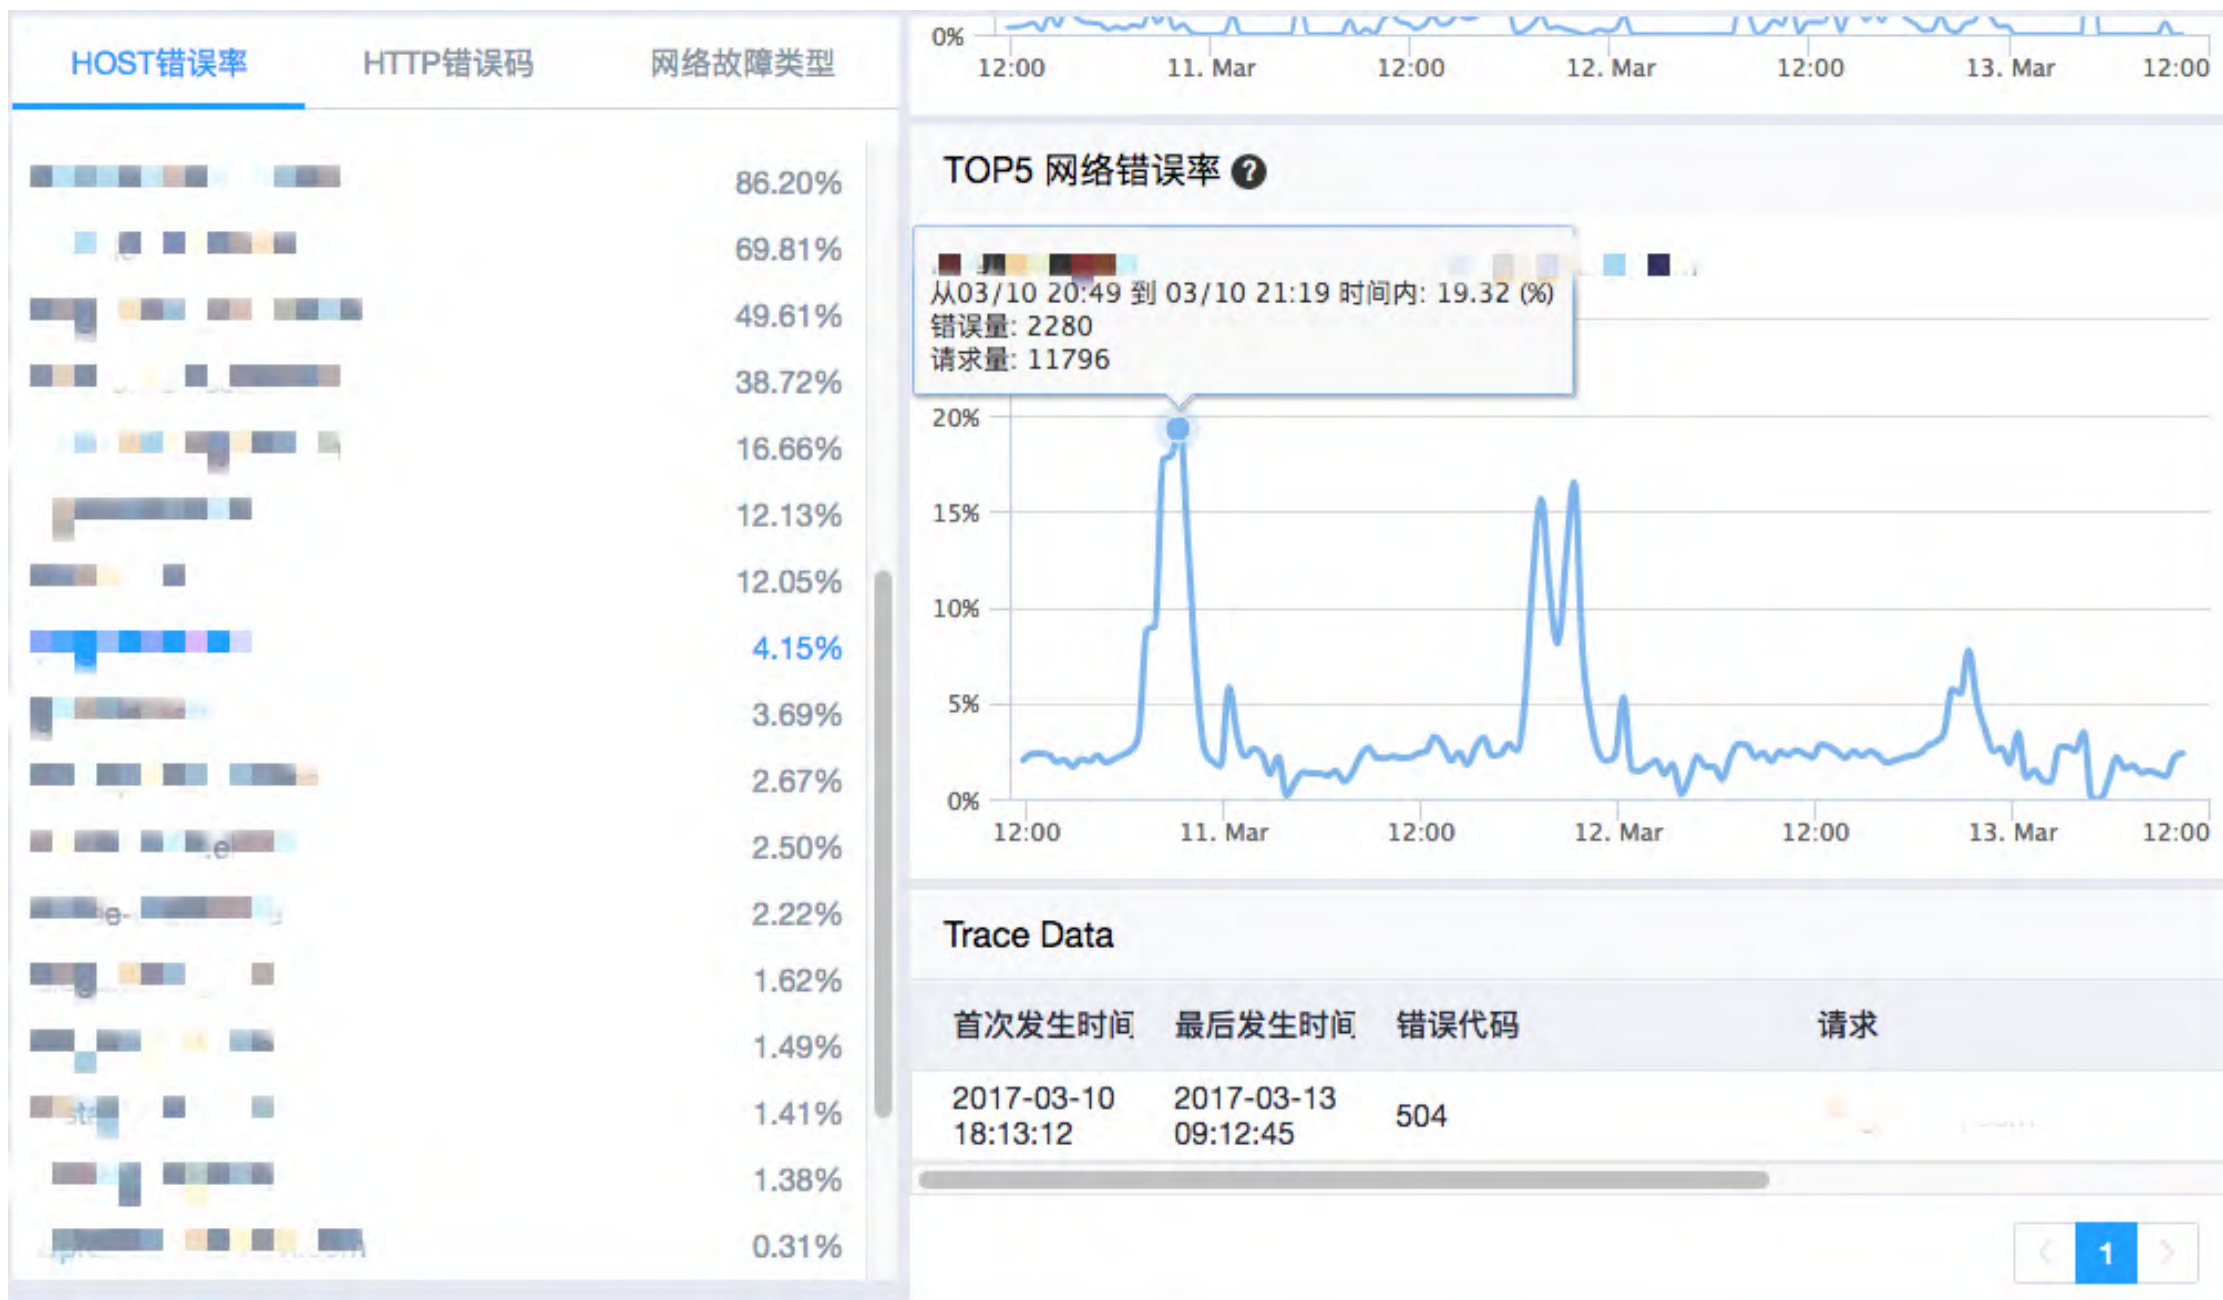 HOST错误率 HTTP错误码 网络故障类型
86.20%
69.81%
49.61%
38.72%
16.66%
12.13%
12.05%
4.15%
3.69%
2.67%
2.50%
2.22%
1.62%
1.49%
1.41%
1.38%
0.31%
0%
12:00 11. Mar 12:00 12. Mar 12:00 13. Mar 12:00
TOP5 网络错误率 ?
从03/10 20:49 到 03/10 21:19 时间内: 19.32 (%)
错误量: 2280
请求量: 11796
20%
15%
10%
5%
0%
12:00 11. Mar 12:00 12. Mar 12:00 13. Mar 12:00
Trace Data
首次发生时间 最后发生时间 错误代码 请求
2017-03-10 2017-03-13
18:13:12 09:12:45 504
1